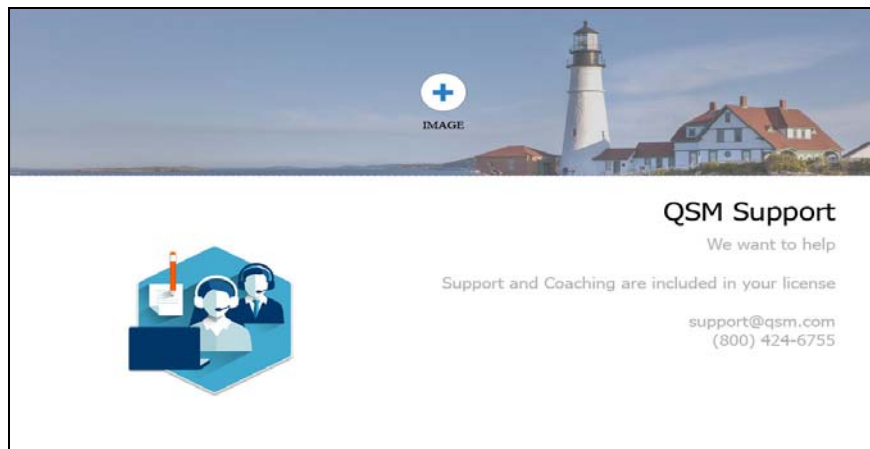 IMAGE
QSM Support
We want to help
Support and Coaching are included in your license
support@qsm.com
(800) 424-6755